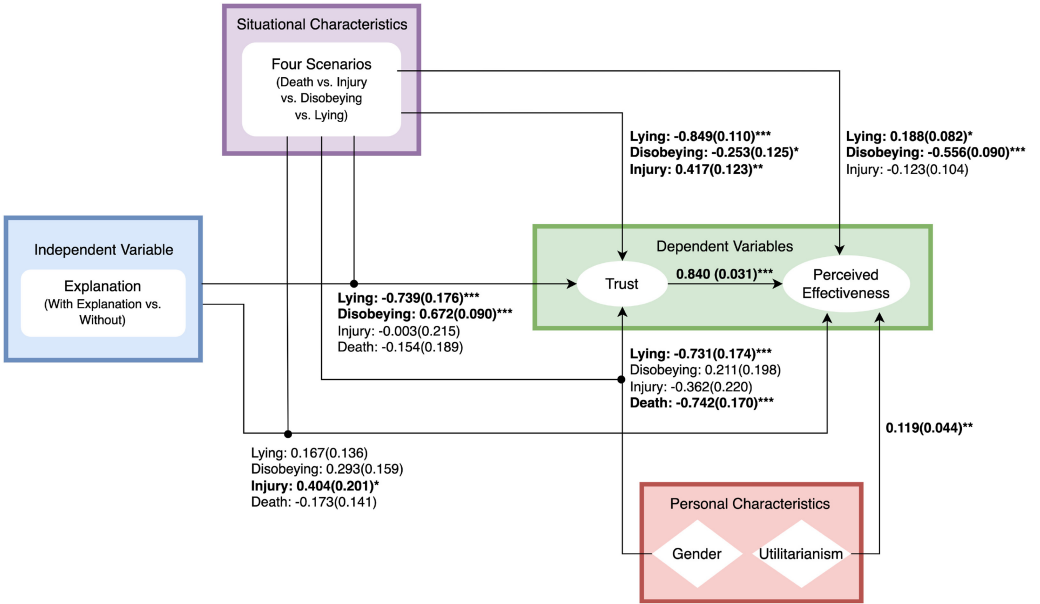 Situational Characteristics
Four Scenarios
(Death vs. Injury
vs. Disobeying
vs. Lying)
Lying: -0.849(0.110)***
Disobeying: -0.253(0.125)*
Injury: 0.417(0.123)**
Lying: 0.188(0.082)*
Disobeying: -0.556(0.090)***
Injury: -0.123(0.104)
Independent Variable
Explanation
(With Explanation vs.
Without)
Dependent Variables
Trust
0.840 (0.031)***
Perceived
Effectiveness
Lying: -0.739(0.176)***
Disobeying: 0.672(0.090)***
Injury: -0.003(0.215)
Death: -0.154(0.189)
Lying: -0.731(0.174)***
Disobeying: 0.211(0.198)
Injury: -0.362(0.220)
Death: -0.742(0.170)***
0.119(0.044)**
Lying: 0.167(0.136)
Disobeying: 0.293(0.159)
Injury: 0.404(0.201)*
Death: -0.173(0.141)
Personal Characteristics
Gender
Utilitarianism